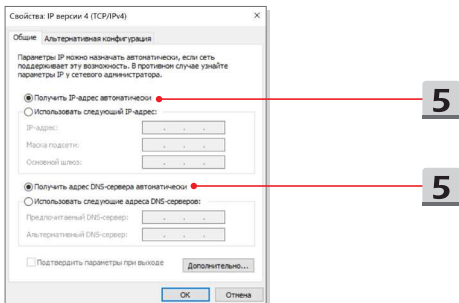 Свойства: IP версии 4 (TCP/IPv4)
Общие
Альтернативная конфигурация
Параметры IP можно назначать автоматически, если сеть
поддерживает эту возможность. В противном случае узнайте
параметры IP у сетевого администратора.
Получить IP-адрес автоматически
5
Использовать следующий IP-адрес:
IP-адрес:
Маска подсети:
Основной шлюз:
Получить адрес DNS-сервера автоматически
5
Использовать следующие адреса DNS-серверов:
Предпочитаемый DNS-сервер:
Альтернативный DNS-сервер:
Подтвердить параметры при выходе
Дополнительно...
ОК
Отмена